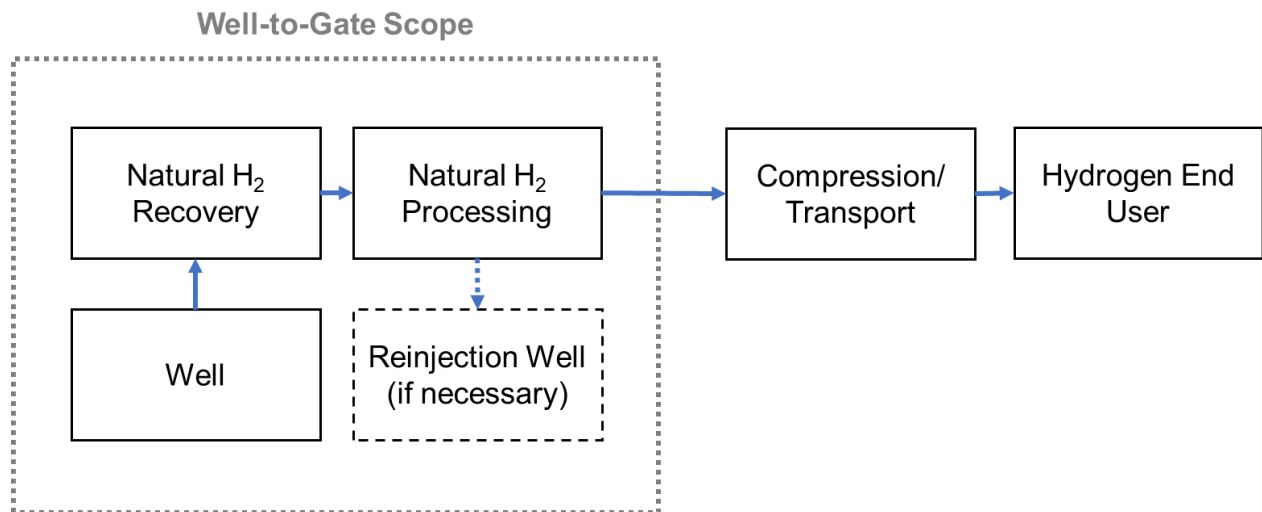 Well-to-Gate Scope
Natural H₂
Recovery
Natural H₂
Processing
Compression/
Transport
Hydrogen End
User
Well
Reinjection Well
(if necessary)